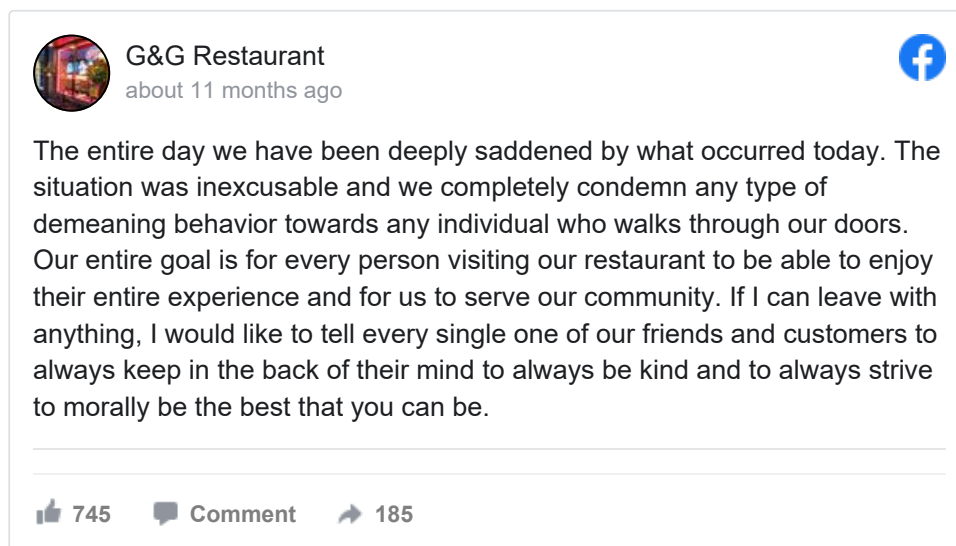 G&G Restaurant
about 11 months ago
The entire day we have been deeply saddened by what occurred today. The
situation was inexcusable and we completely condemn any type of
demeaning behavior towards any individual who walks through our doors.
Our entire goal is for every person visiting our restaurant to be able to enjoy
their entire experience and for us to serve our community. If I can leave with
anything, I would like to tell every single one of our friends and customers to
always keep in the back of their mind to always be kind and to always strive
to morally be the best that you can be.
745 Comment 185